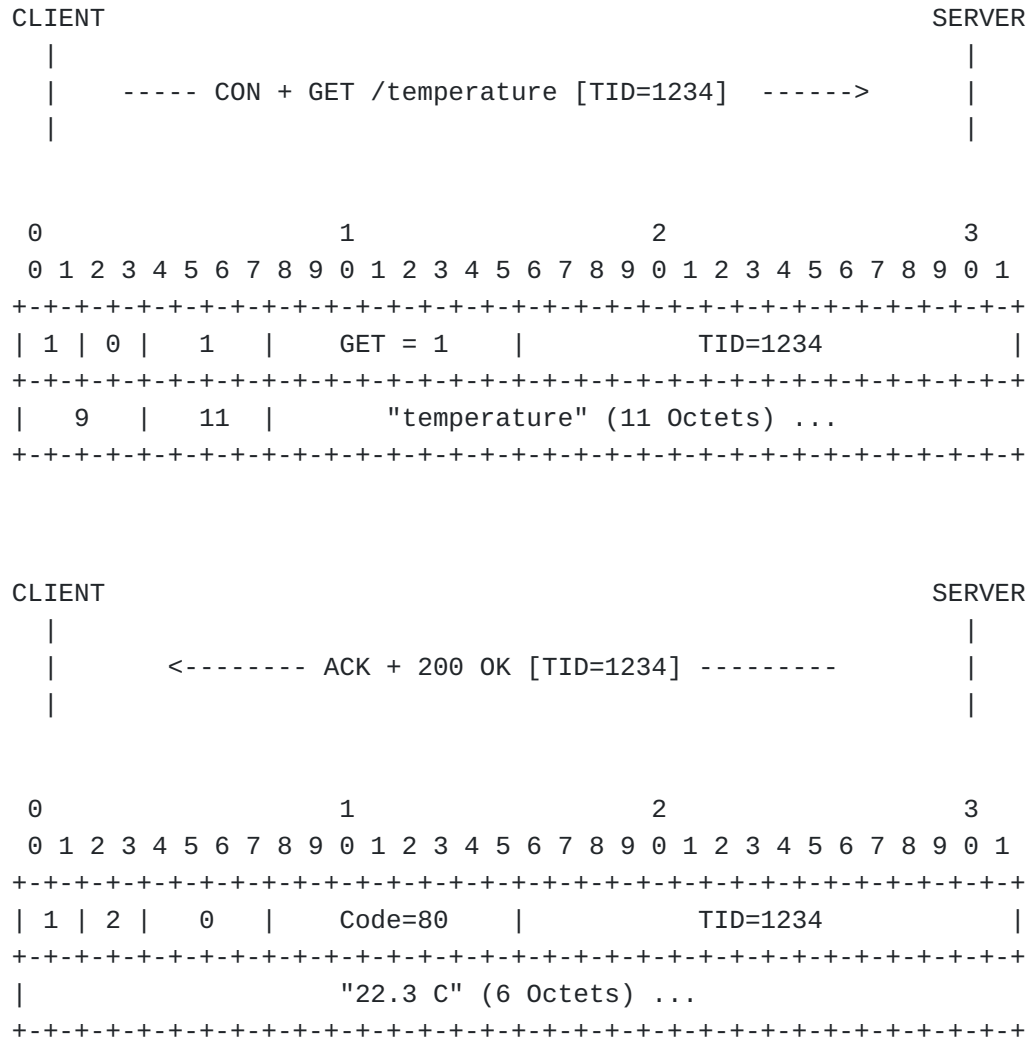 CLIENT                                                     SERVER
  |                                                          |
  |    ----- CON + GET /temperature [TID=1234]  ------>      |
  |                                                          |
 0                   1                   2                   3
 0 1 2 3 4 5 6 7 8 9 0 1 2 3 4 5 6 7 8 9 0 1 2 3 4 5 6 7 8 9 0 1
+-+-+-+-+-+-+-+-+-+-+-+-+-+-+-+-+-+-+-+-+-+-+-+-+-+-+-+-+-+-+-+-+
| 1 | 0 |   1   |    GET = 1    |           TID=1234            |
+-+-+-+-+-+-+-+-+-+-+-+-+-+-+-+-+-+-+-+-+-+-+-+-+-+-+-+-+-+-+-+-+
|   9   |   11  |       "temperature" (11 Octets) ...
+-+-+-+-+-+-+-+-+-+-+-+-+-+-+-+-+-+-+-+-+-+-+-+-+-+-+-+-+-+-+-+-+
CLIENT                                                     SERVER
  |                                                          |
  |       <-------- ACK + 200 OK [TID=1234] ---------        |
  |                                                          |
 0                   1                   2                   3
 0 1 2 3 4 5 6 7 8 9 0 1 2 3 4 5 6 7 8 9 0 1 2 3 4 5 6 7 8 9 0 1
+-+-+-+-+-+-+-+-+-+-+-+-+-+-+-+-+-+-+-+-+-+-+-+-+-+-+-+-+-+-+-+-+
| 1 | 2 |   0   |    Code=80    |           TID=1234            |
+-+-+-+-+-+-+-+-+-+-+-+-+-+-+-+-+-+-+-+-+-+-+-+-+-+-+-+-+-+-+-+-+
|                    "22.3 C" (6 Octets) ...
+-+-+-+-+-+-+-+-+-+-+-+-+-+-+-+-+-+-+-+-+-+-+-+-+-+-+-+-+-+-+-+-+